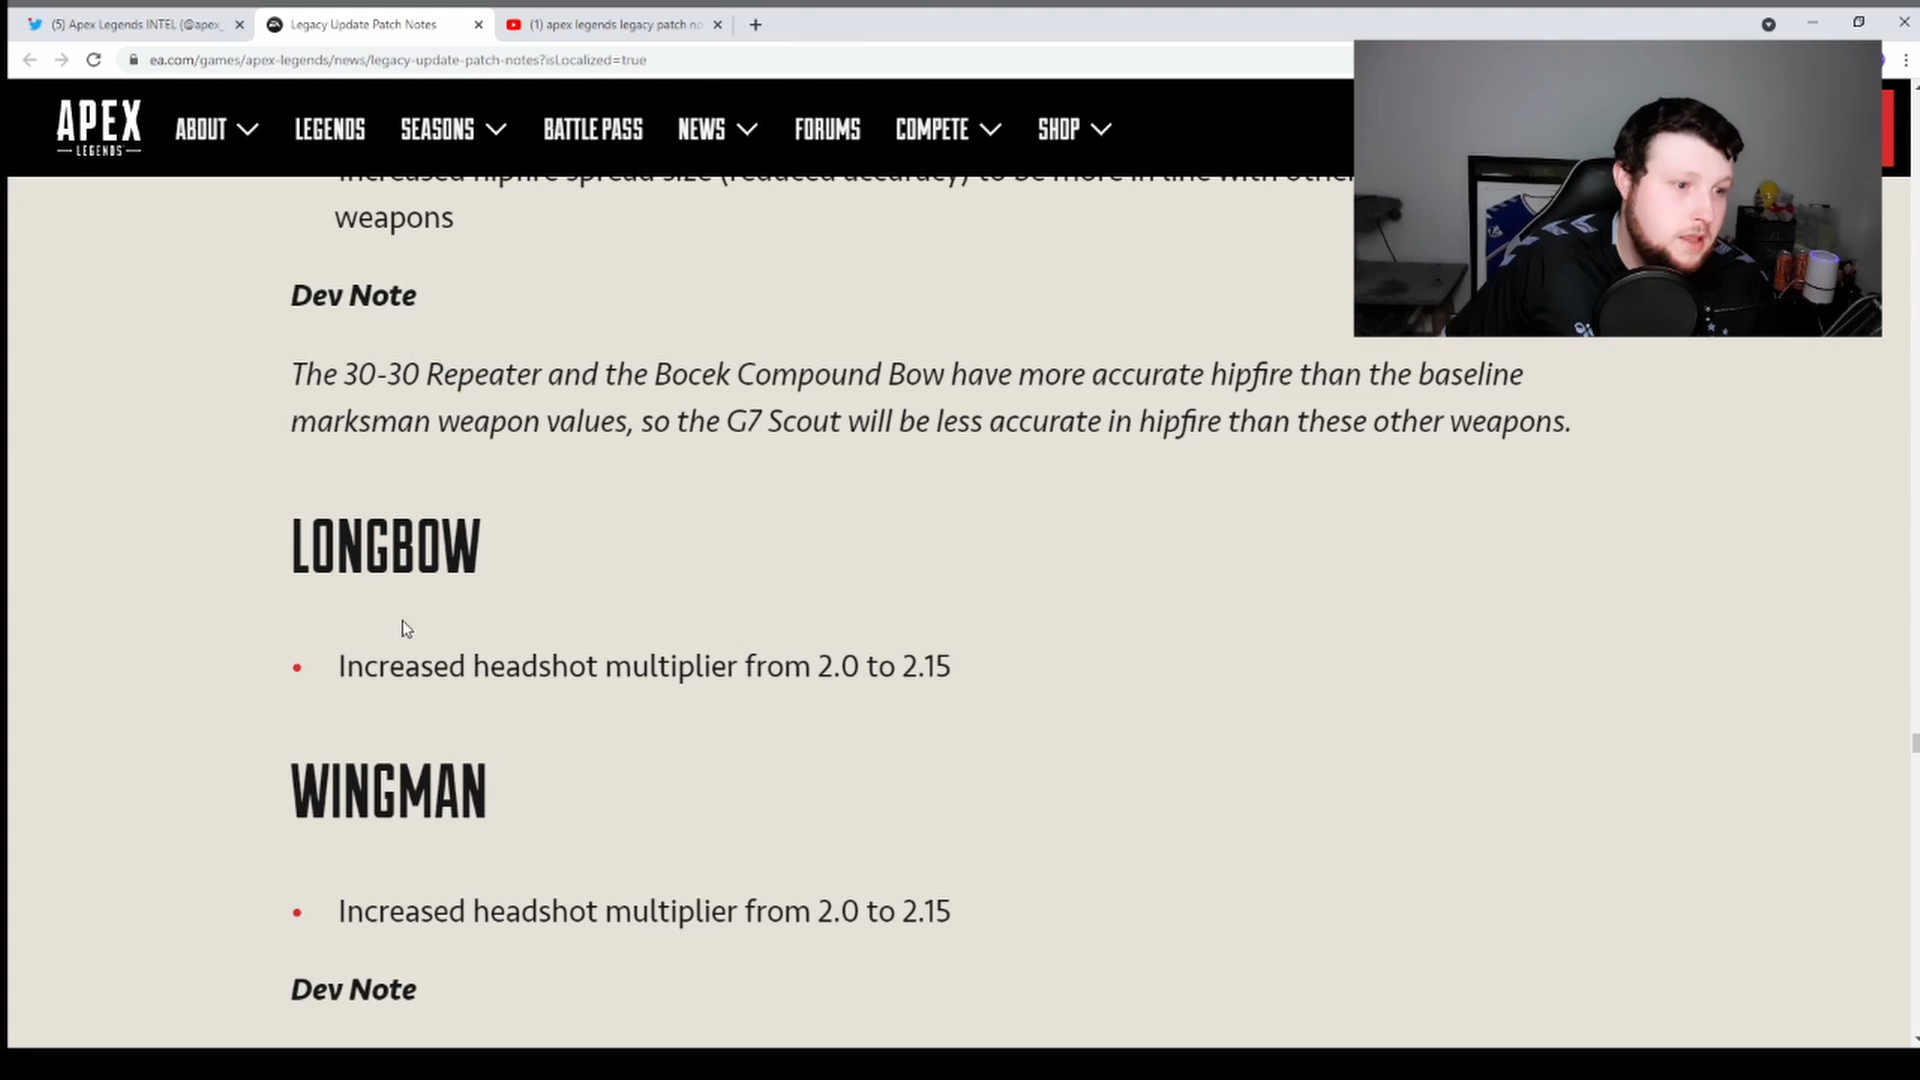 (5) Apex Legends INTEL (@apex_
Legacy Update Patch Notes
(1) apex legends legacy patch no
ea.com/games/apex-legends/news/legacy-update-patch-notes?isLocalized=true
APEX
LEGENDS
ABOUT
LEGENDS
SEASONS
BATTLE PASS
NEWS
FORUMS
COMPETE
SHOP
Increased hipfire spread size (reduced accuracy) to be more in line with other
weapons
Dev Note
The 30-30 Repeater and the Bocek Compound Bow have more accurate hipfire than the baseline
marksman weapon values, so the G7 Scout will be less accurate in hipfire than these other weapons.
LONGBOW
• Increased headshot multiplier from 2.0 to 2.15
WINGMAN
• Increased headshot multiplier from 2.0 to 2.15
Dev Note